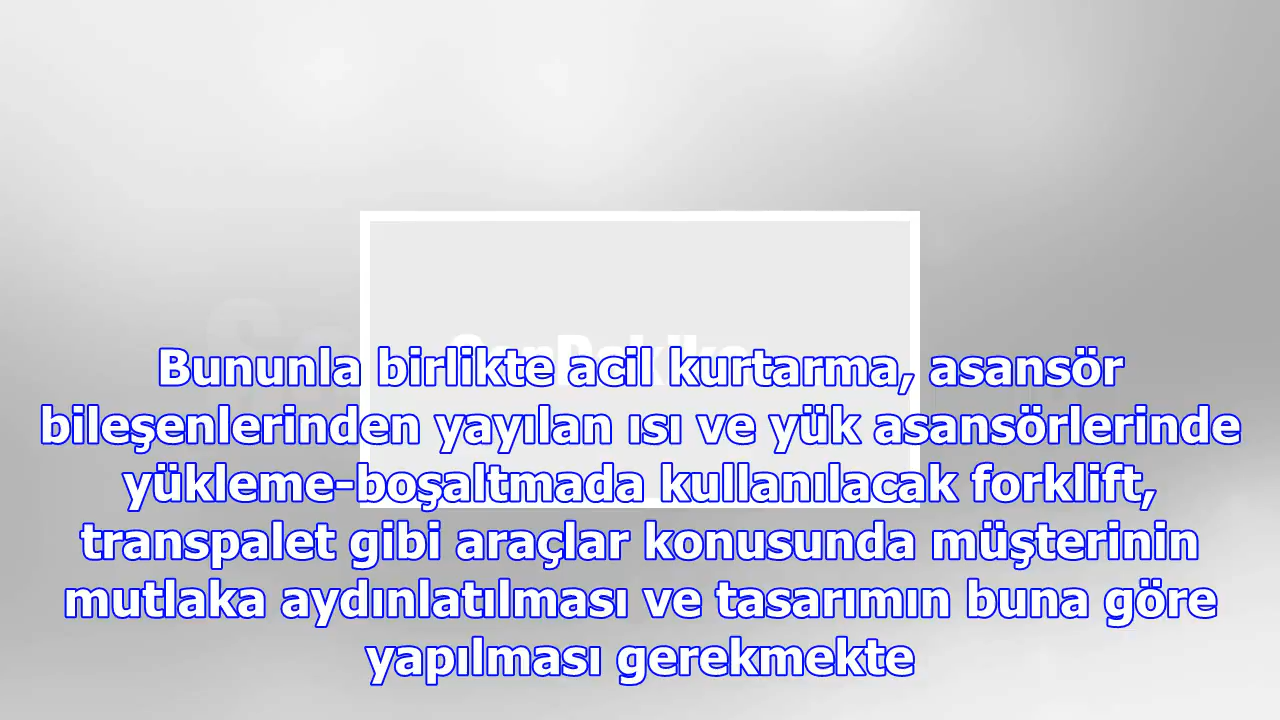 Bununla birlikte acil kurtarma, asansör
bileşenlerinden yayılan ısı ve yük asansörlerinde
yükleme-boşaltmada kullanılacak forklift,
transpalet gibi araçlar konusunda müşterinin
mutlaka aydınlatılması ve tasarımın buna göre
yapılması gerekmekte